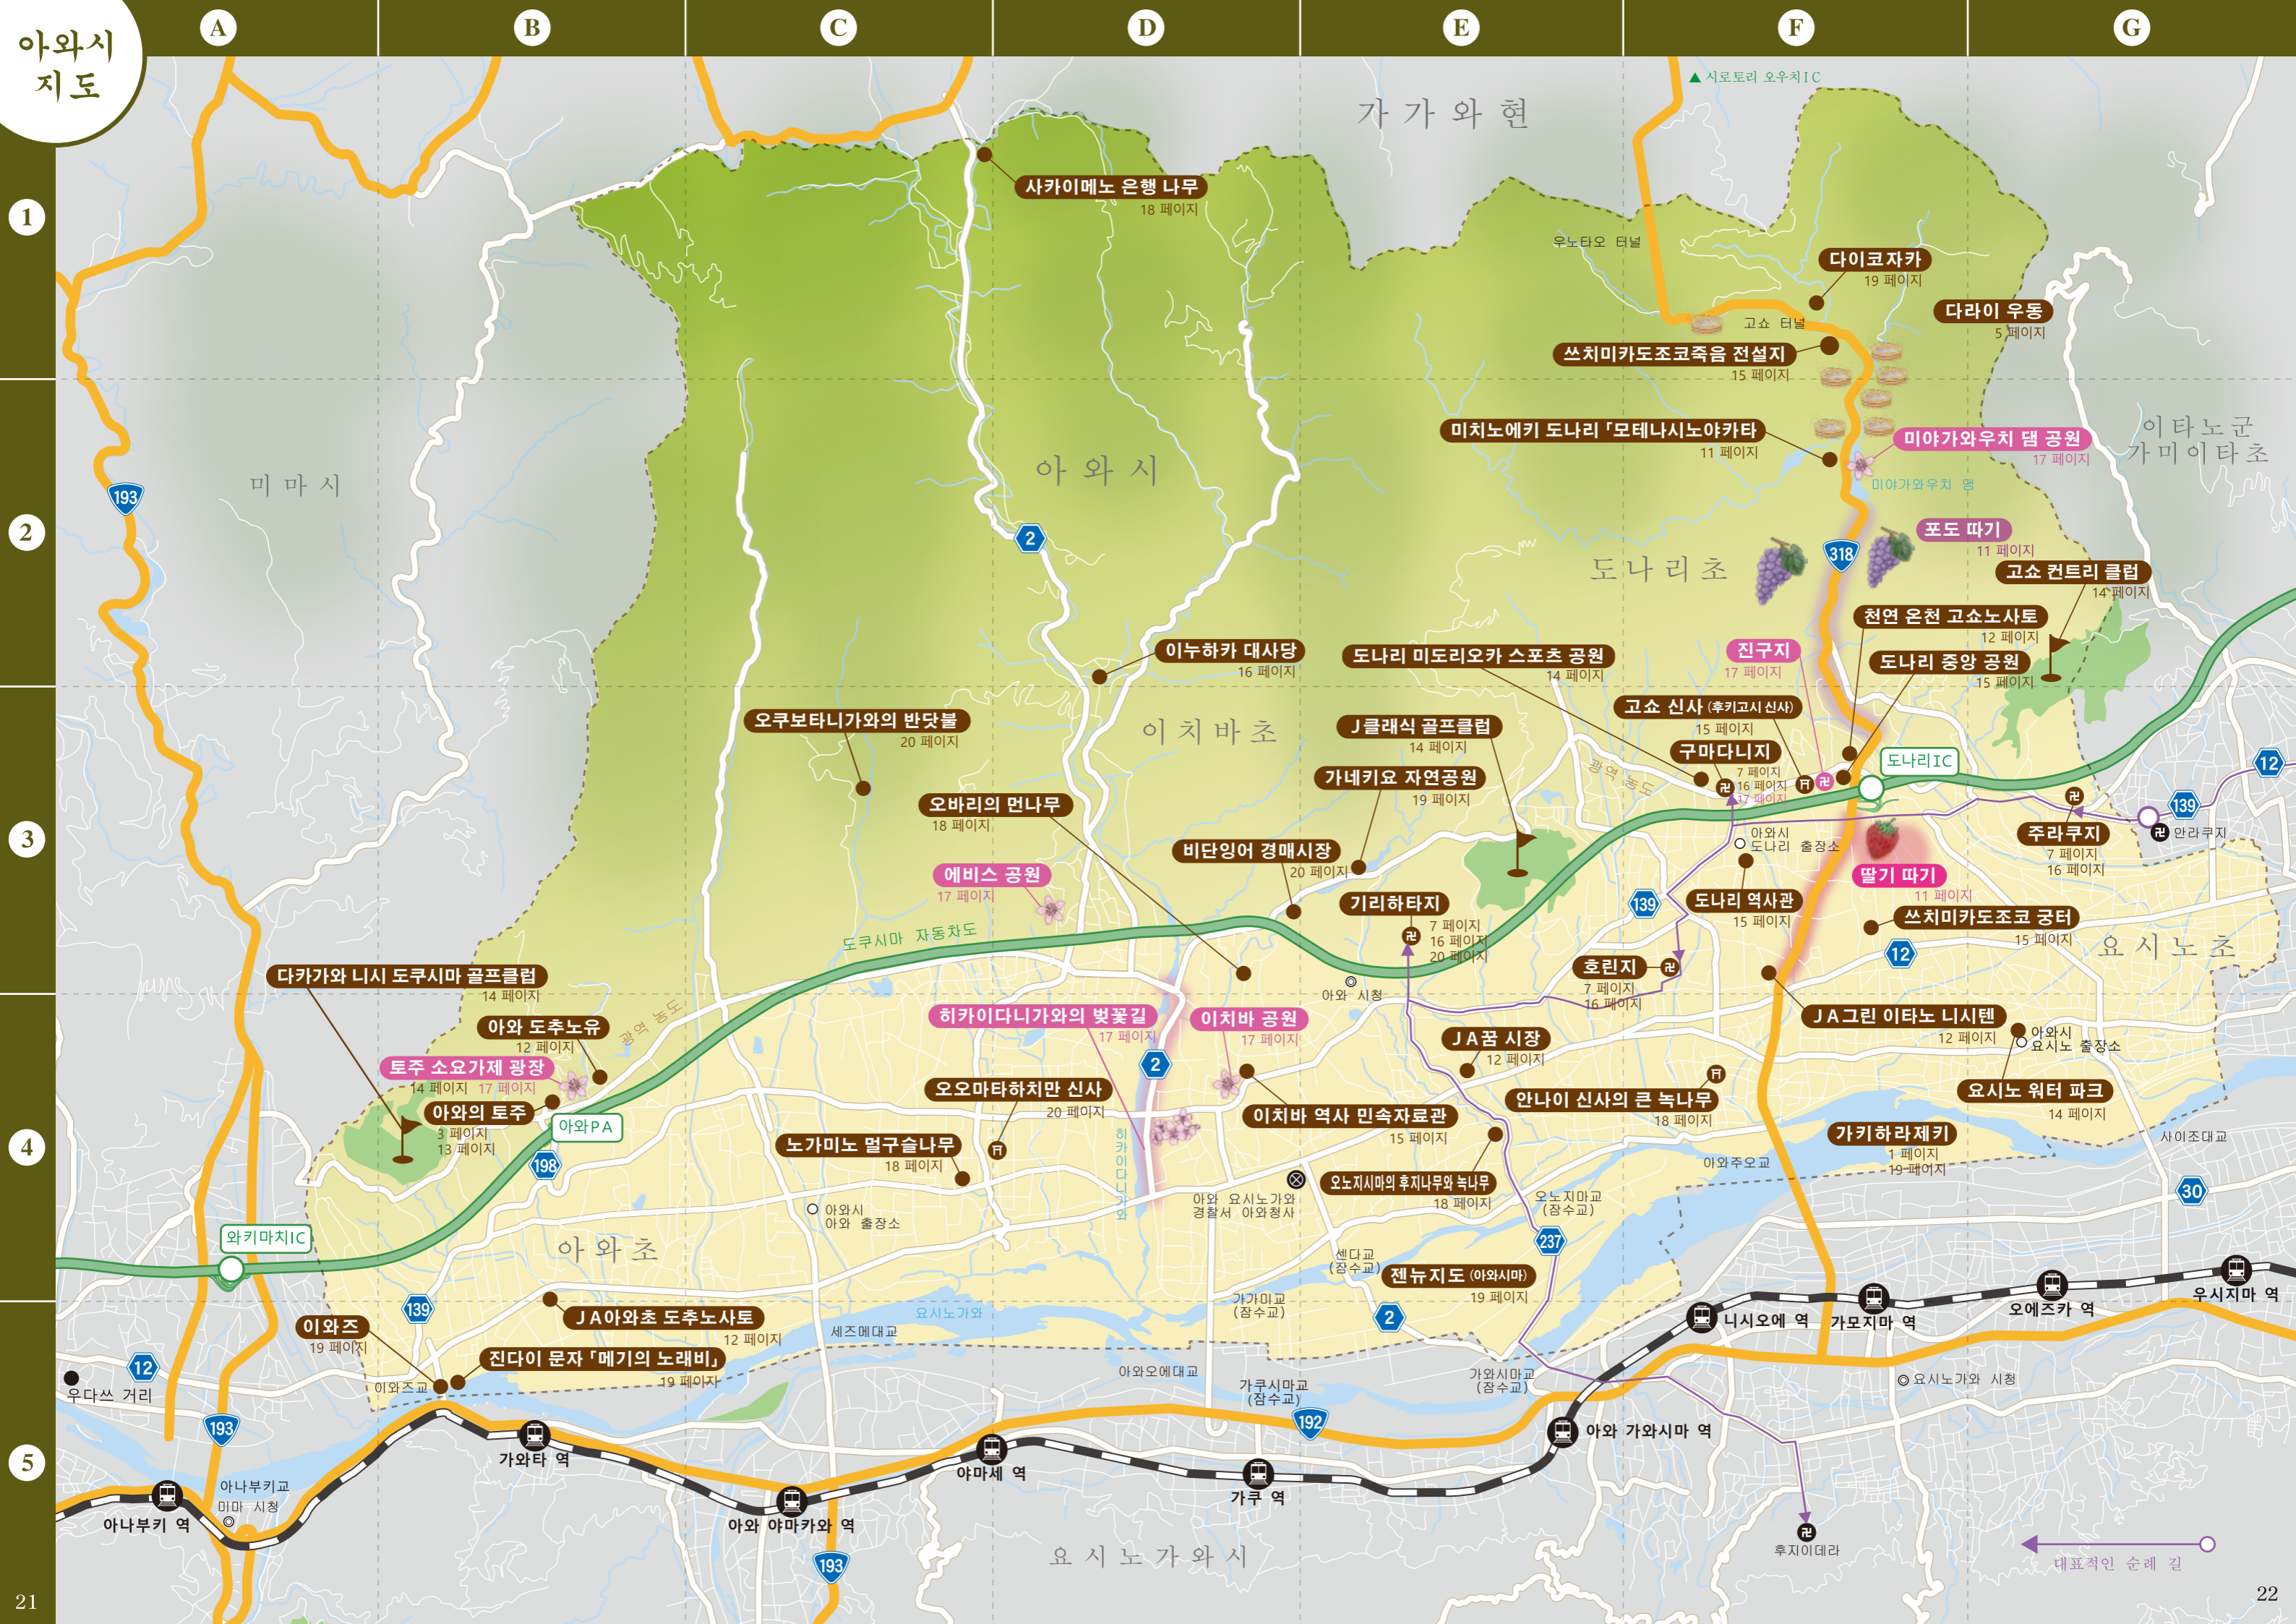 아와시
지도
A
B
C
D
E
F
G
1
2
3
4
5
▲ 시로토리 오우치IC
가가와현
사카이메노 은행 나무
18 페이지
우노타오 터널
다이코자카
19 페이지
다라이 우동
5 페이지
고쇼 터널
쓰치미카도조코죽음 전설지
15 페이지
미치노에키 도나리 「모테나시노야카타
11 페이지
미야가와우치 댐 공원
17 페이지
이타노군
가미이타초
미야가와우치 댐
미마시
193
아와시
2
도나리초
318
포도 따기
11 페이지
고쇼 컨트리 클럽
14 페이지
천연 온천 고쇼노사토
12 페이지
이누하카 대사당
16 페이지
도나리 미도리오카 스포츠 공원
14 페이지
진구지
17 페이지
도나리 중앙 공원
15 페이지
오쿠보타니가와의 반딧불
20 페이지
이치바초
J클래식 골프클럽
14 페이지
고쇼 신사 (후키고시 신사)
15 페이지
구마다니지
7 페이지
16 페이지
17 페이지
도나리IC
12
광역 농도
가네키요 자연공원
19 페이지
오바리의 먼나무
18 페이지
139
안라쿠지
주라쿠지
7 페이지
16 페이지
아와시
도나리 출장소
비단잉어 경매시장
20 페이지
에비스 공원
17 페이지
딸기 따기
11 페이지
기리하타지
7 페이지
16 페이지
20 페이지
139
도나리 역사관
15 페이지
쓰치미카도조코 궁터
15 페이지
도쿠시마 자동차도
요시노초
12
호린지
7 페이지
16 페이지
다카가와 니시 도쿠시마 골프클럽
14 페이지
아와 시청
광역 농도
아와 도추노유
12 페이지
히카이다니가와의 벚꽃길
17 페이지
이치바 공원
17 페이지
JA그린 이타노 니시텐
12 페이지
아와시
요시노 출장소
JA꿈 시장
12 페이지
토주 소요가제 광장
14 페이지 17 페이지
2
오오마타하치만 신사
20 페이지
안나이 신사의 큰 녹나무
18 페이지
요시노 워터 파크
14 페이지
아와의 토주
3 페이지
13 페이지
아와PA
이치바 역사 민속자료관
15 페이지
가키하라제키
1 페이지
19 페이지
사이조대교
노가미노 멀구슬나무
18 페이지
히카이다니가와
198
아와주오교
오노지시마의 후지나무와 녹나무
18 페이지
아와 요시노가와
경찰서 아와청사
오노지마교
(잠수교)
30
아와시
아와 출장소
와키마치IC
아와초
237
센다교
(잠수교)
젠뉴지도 (아와시마)
19 페이지
우시지마 역
139
JA아와초 도추노사토
12 페이지
요시노가와
가가미교
(잠수교)
2
니시오에 역
가모지마 역
오에즈카 역
이와즈
19 페이지
세즈메대교
진다이 문자 「메기의 노래비」
19 페이지
12
우다쓰 거리
이와즈교
아와오에대교
가쿠시마교
(잠수교)
가와시마교
(잠수교)
요시노가와 시청
193
192
아와 가와시마 역
가와타 역
야마세 역
가쿠 역
아나부키교
미마 시청
아나부키 역
아와 야마카와 역
후지이데라
193
요시노가와시
대표적인 순례 길
21
22